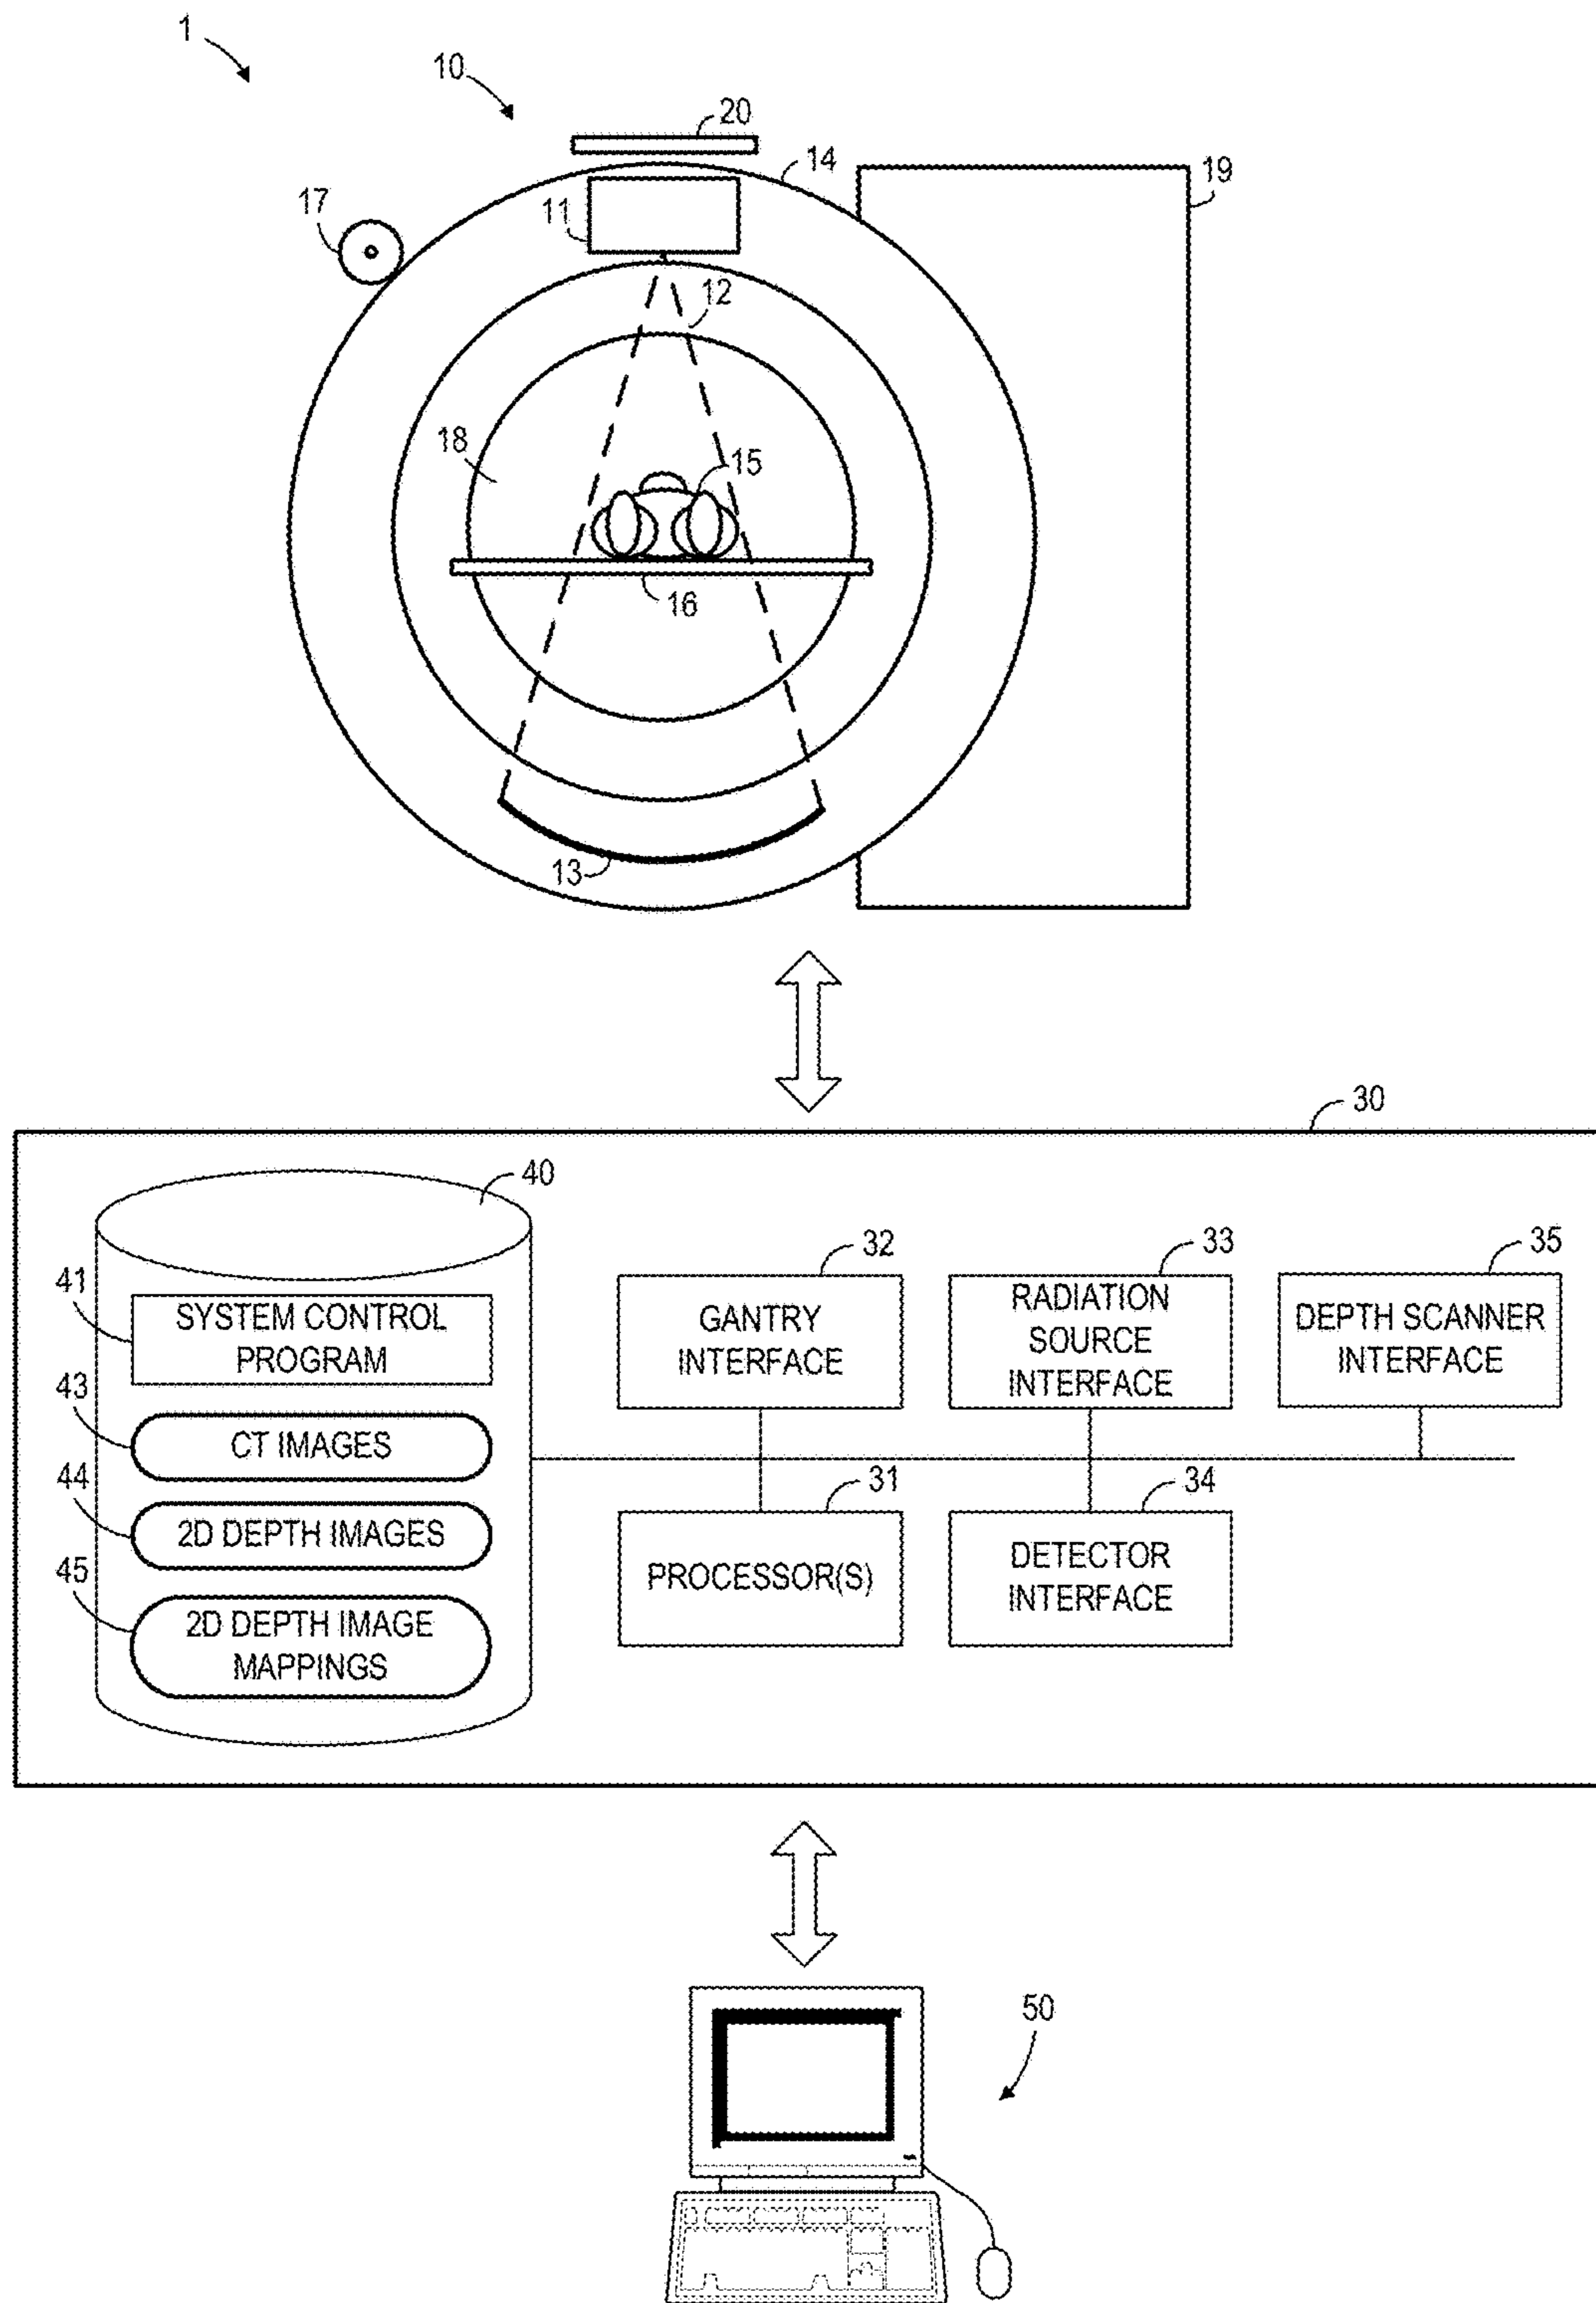 1
10
20
14
19
17
11
12
18
15
16
13
30
40
32
33
35
41
SYSTEM CONTROL
PROGRAM
GANTRY
INTERFACE
RADIATION
SOURCE
INTERFACE
DEPTH SCANNER
INTERFACE
43
CT IMAGES
44
2D DEPTH IMAGES
31
34
45
2D DEPTH IMAGE
MAPPINGS
PROCESSOR(S)
DETECTOR
INTERFACE
50